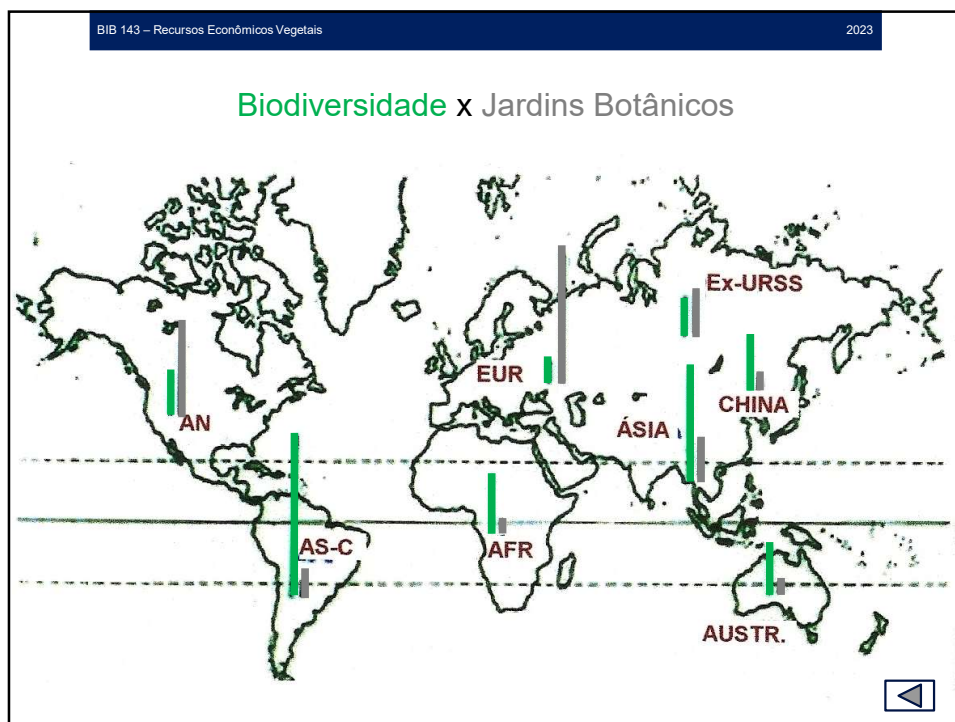 BIB 143 – Recursos Econômicos Vegetais 2023
Biodiversidade x Jardins Botânicos
Ex-URSS
EUR
CHINA
AN
ÁSIA
AS-C
AFR
AUSTR.